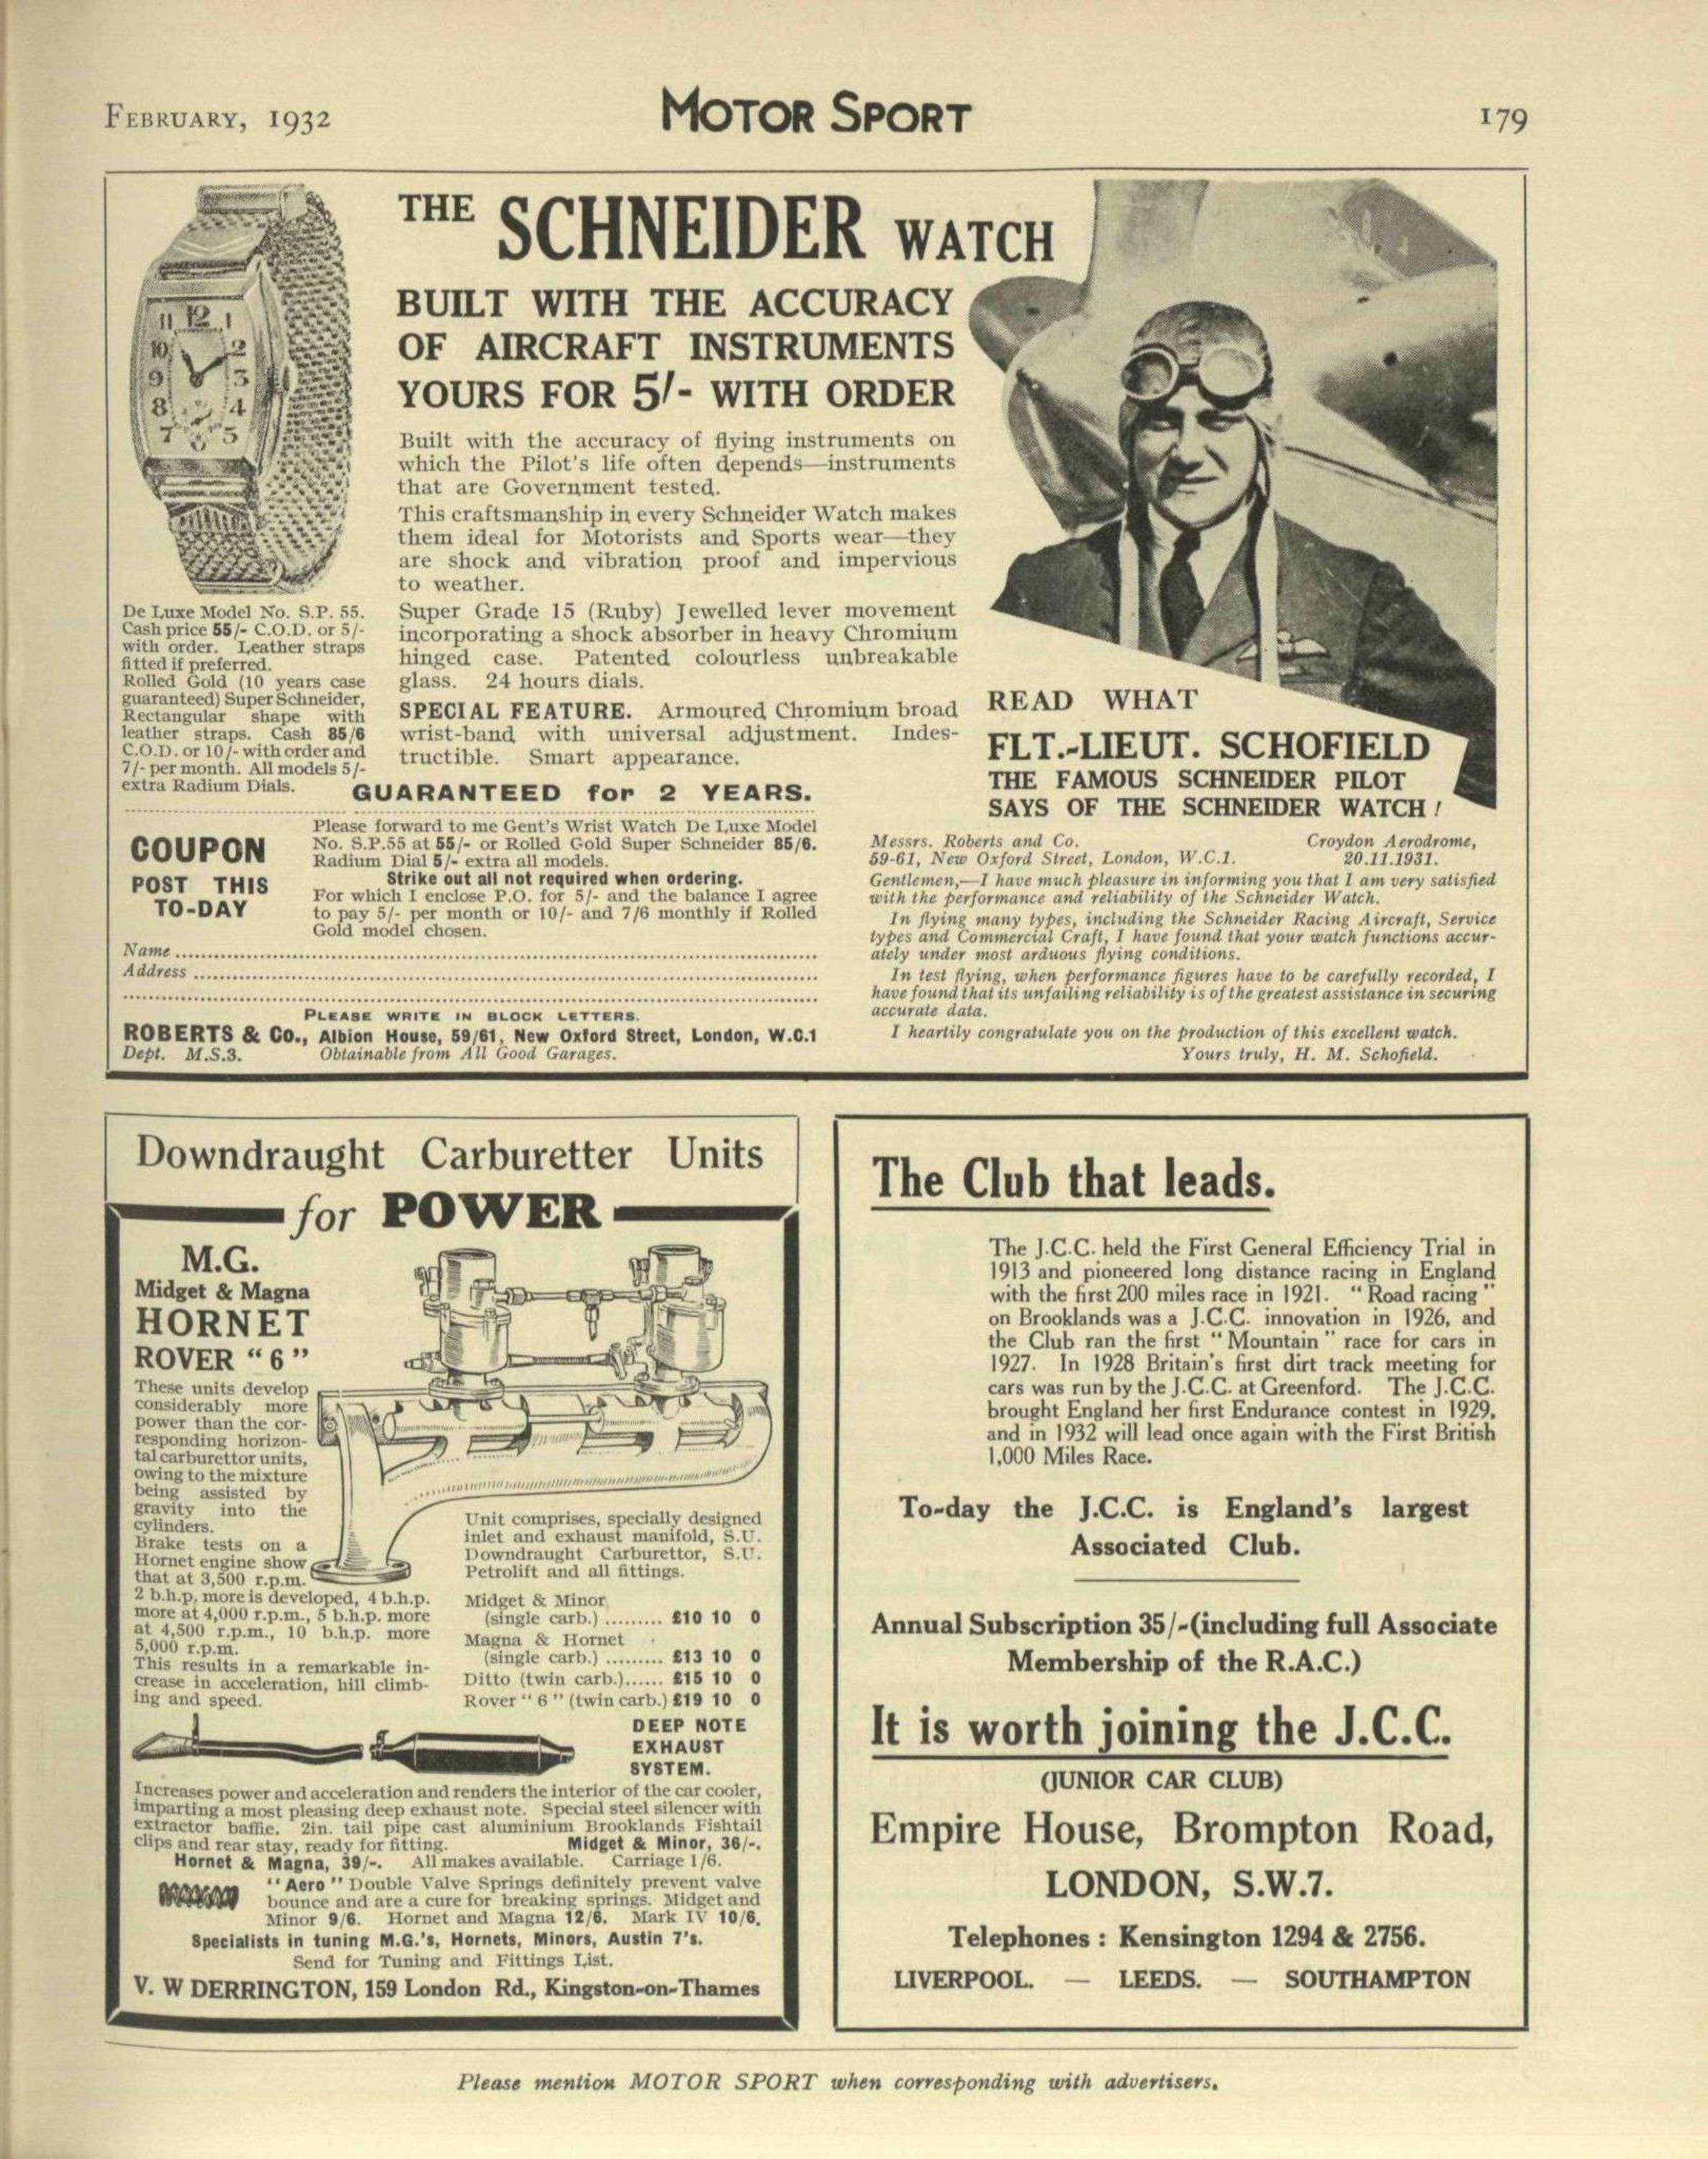 FEBRUARY, 1932
MOTOR SPORT
179
THE SCHNEIDER WATCH
BUILT WITH THE ACCURACY
OF AIRCRAFT INSTRUMENTS
YOURS FOR 5/- WITH ORDER
Built with the accuracy of flying instruments on
which the Pilot's life often depends—instruments
that are Government tested.
This craftsmanship in every Schneider Watch makes
them ideal for Motorists and Sports wear—they
are shock and vibration proof and impervious
to weather.
Super Grade 15 (Ruby) Jewelled lever movement
incorporating a shock absorber in heavy Chromium
hinged case. Patented colourless unbreakable
glass. 24 hours dials.
SPECIAL FEATURE. Armoured Chromium broad
wrist-band with universal adjustment. Indes-
tructible. Smart appearance.
De Luxe Model No. S.P. 55.
Cash price 55/- C.O.D. or 5/-
with order. Leather straps
fitted if preferred.
Rolled Gold (10 years case
guaranteed) Super Schneider,
Rectangular shape with
leather straps. Cash 85/6
C.O.D. or 10/- with order and
7/- per month. All models 5/-
extra Radium Dials.
GUARANTEED for 2 YEARS.
COUPON
POST THIS
TO-DAY
Please forward to me Gent's Wrist Watch De Luxe Model
No. S.P.55 at 55/- or Rolled Gold Super Schneider 85/6.
Radium Dial 5/- extra all models.
Strike out all not required when ordering.
For which I enclose P.O. for 5/- and the balance I agree
to pay 5/- per month or 10/- and 7/6 monthly if Rolled
Gold model chosen.
Name
Address
PLEASE WRITE IN BLOCK LETTERS.
ROBERTS & CO., Albion House, 59/61, New Oxford Street, London, W.C.1
Dept. M.S.3. Obtainable from All Good Garages.
READ WHAT
FLT.-LIEUT. SCHOFIELD
THE FAMOUS SCHNEIDER PILOT
SAYS OF THE SCHNEIDER WATCH !
Messrs. Roberts and Co. Croydon Aerodrome,
59-61, New Oxford Street, London, W.C.1. 20.11.1931.
Gentlemen,—I have much pleasure in informing you that I am very satisfied
with the performance and reliability of the Schneider Watch.
In flying many types, including the Schneider Racing Aircraft, Service
types and Commercial Craft, I have found that your watch functions accur-
ately under most arduous flying conditions.
In test flying, when performance figures have to be carefully recorded, I
have found that its unfailing reliability is of the greatest assistance in securing
accurate data.
I heartily congratulate you on the production of this excellent watch.
Yours truly, H. M. Schofield.
Downdraught Carburetter Units
for POWER
M.G.
Midget & Magna
HORNET
ROVER "6"
These units develop
considerably more
power than the cor-
responding horizon-
tal carburettor units,
owing to the mixture
being assisted by
gravity into the
cylinders.
Brake tests on a
Hornet engine show
that at 3,500 r.p.m.
2 b.h.p. more is developed, 4 b.h.p.
more at 4,000 r.p.m., 5 b.h.p. more
at 4,500 r.p.m., 10 b.h.p. more
5,000 r.p.m.
This results in a remarkable in-
crease in acceleration, hill climb-
ing and speed.
Unit comprises, specially designed
inlet and exhaust manifold, S.U.
Downdraught Carburettor, S.U.
Petrolift and all fittings.
Midget & Minor
(single carb.) ......... £10 10 0
Magna & Hornet
(single carb.) ......... £13 10 0
Ditto (twin carb.)...... £15 10 0
Rover "6" (twin carb.) £19 10 0
DEEP NOTE
EXHAUST
SYSTEM.
Increases power and acceleration and renders the interior of the car cooler,
imparting a most pleasing deep exhaust note. Special steel silencer with
extractor baffle. 2in. tail pipe cast aluminium Brooklands Fishtail
clips and rear stay, ready for fitting. Midget & Minor, 36/-.
Hornet & Magna, 39/-. All makes available. Carriage 1/6.
"Aero" Double Valve Springs definitely prevent valve
bounce and are a cure for breaking springs. Midget and
Minor 9/6. Hornet and Magna 12/6. Mark IV 10/6.
Specialists in tuning M.G.'s, Hornets, Minors, Austin 7's.
Send for Tuning and Fittings List.
V. W DERRINGTON, 159 London Rd., Kingston-on-Thames
The Club that leads.
The J.C.C. held the First General Efficiency Trial in
1913 and pioneered long distance racing in England
with the first 200 miles race in 1921. "Road racing"
on Brooklands was a J.C.C. innovation in 1926, and
the Club ran the first "Mountain" race for cars in
1927. In 1928 Britain's first dirt track meeting for
cars was run by the J.C.C. at Greenford. The J.C.C.
brought England her first Endurance contest in 1929,
and in 1932 will lead once again with the First British
1,000 Miles Race.
To-day the J.C.C. is England's largest
Associated Club.
Annual Subscription 35/-(including full Associate
Membership of the R.A.C.)
It is worth joining the J.C.C.
(JUNIOR CAR CLUB)
Empire House, Brompton Road,
LONDON, S.W.7.
Telephones : Kensington 1294 & 2756.
LIVERPOOL. — LEEDS. — SOUTHAMPTON
Please mention MOTOR SPORT when corresponding with advertisers.